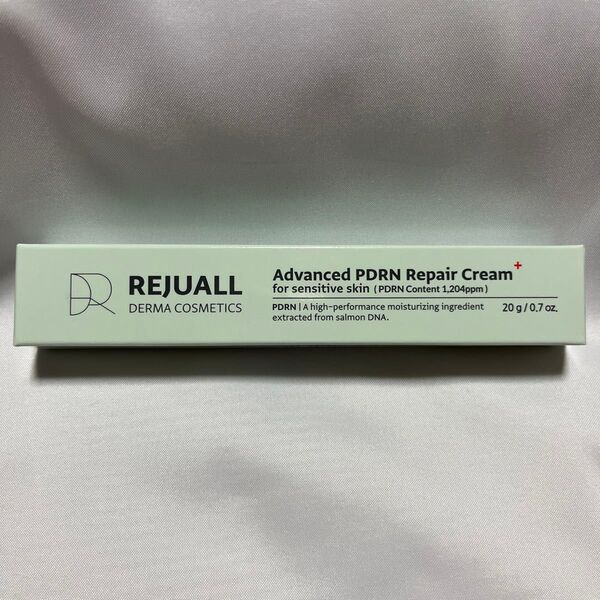 REJUALL
DERMA COSMETICS
Advanced PDRN Repair Cream+
for sensitive skin (PDRN Content 1,204ppm)
PDRN | A high-performance moisturizing ingredient
extracted from salmon DNA.
20 g / 0.7 oz.